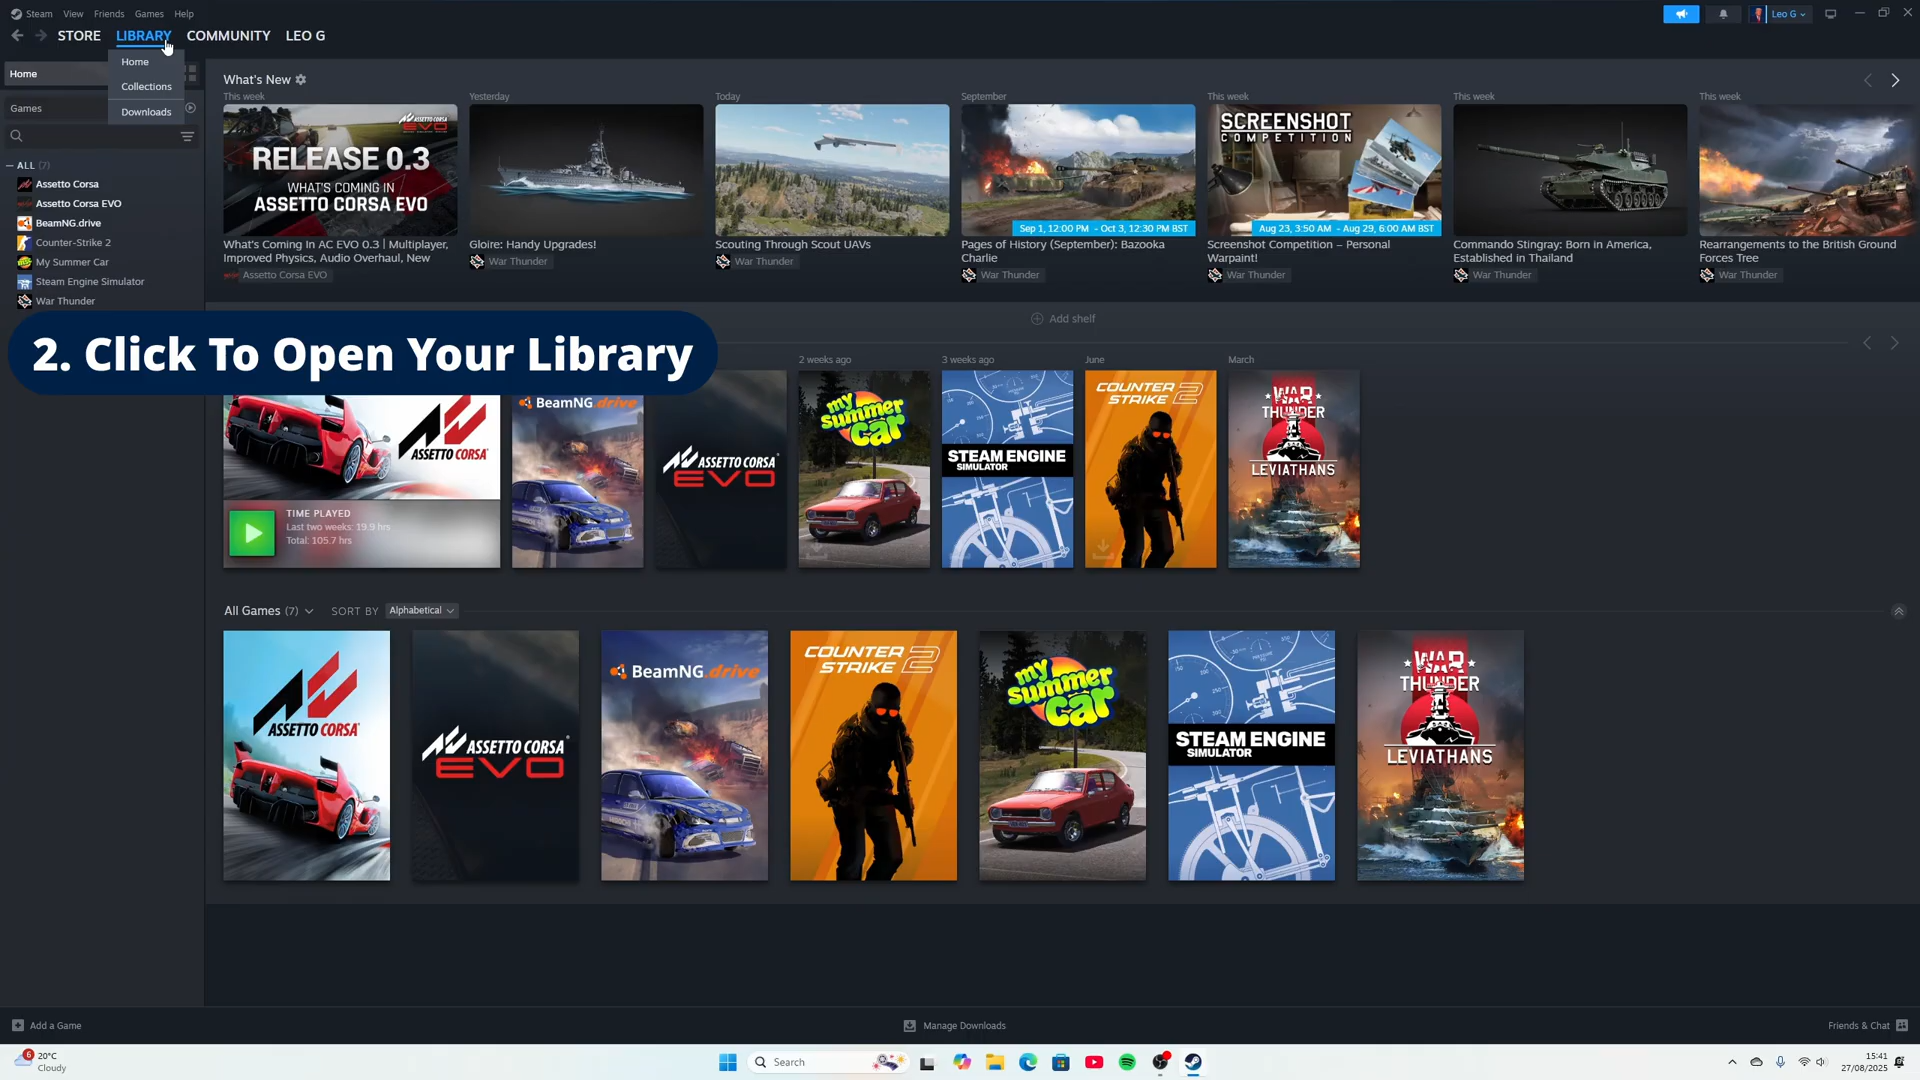 Steam View Friends Games Help
Leo G
STORE LIBRARY COMMUNITY LEO G
Home
Home
Collections
Games
Downloads
ALL (7)
Assetto Corsa
Assetto Corsa EVO
BeamNG.drive
Counter-Strike 2
My Summer Car
Steam Engine Simulator
War Thunder
What's New
This week
RELEASE 0.3
WHAT'S COMING IN
ASSETTO CORSA EVO
What's Coming In AC EVO 0.3 | Multiplayer,
Improved Physics, Audio Overhaul, New
Assetto Corsa EVO
Yesterday
Gloire: Handy Upgrades!
War Thunder
Today
Scouting Through Scout UAVs
War Thunder
September
Sep 1, 12:00 PM - Oct 3, 12:30 PM BST
Pages of History (September): Bazooka
Charlie
War Thunder
This week
SCREENSHOT
COMPETITION
Aug 23, 3:50 AM - Aug 29, 6:00 AM BST
Screenshot Competition – Personal
Warpaint!
War Thunder
This week
Commando Stingray: Born in America,
Established in Thailand
War Thunder
This week
Rearrangements to the British Ground
Forces Tree
War Thunder
Add shelf
2. Click To Open Your Library
2 weeks ago
3 weeks ago
June
March
ASSETTO CORSA
TIME PLAYED
Last two weeks: 19.9 hrs
Total: 105.7 hrs
BeamNG.drive
ASSETTO CORSA
EVO
my
summer
car
STEAM ENGINE
SIMULATOR
COUNTER
STRIKE 2
WAR
THUNDER
LEVIATHANS
All Games (7) SORT BY Alphabetical
ASSETTO CORSA
ASSETTO CORSA
EVO
BeamNG.drive
COUNTER
STRIKE 2
my
summer
car
STEAM ENGINE
SIMULATOR
WAR
THUNDER
LEVIATHANS
Add a Game
Manage Downloads
Friends & Chat
6
20°C
Cloudy
Search
15:41
27/08/2025